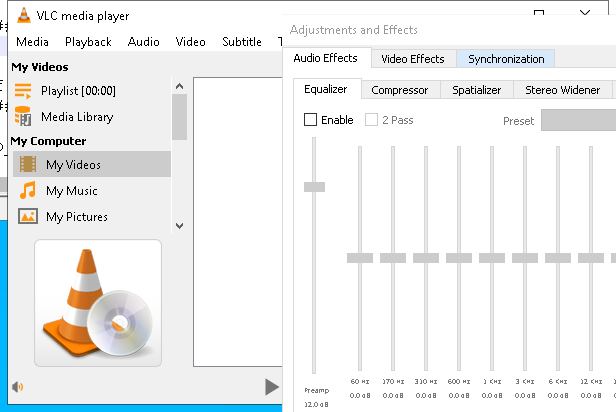 VLC media player
Media Playback Audio Video Subtitle T
My Videos
Playlist [00:00]
Media Library
My Computer
My Videos
My Music
My Pictures
Adjustments and Effects
Audio Effects Video Effects Synchronization
Equalizer Compressor Spatializer Stereo Widener
Enable 2 Pass Preset
60 Hz 170 Hz 310 Hz 600 Hz 1 KHz 3 KHz 6 KHz 12 KHz
Preamp 0.0 dB 0.0 dB 0.0 dB 0.0 dB 0.0 dB 0.0 dB 0.0 dB 0.0 dB
12.0 dB